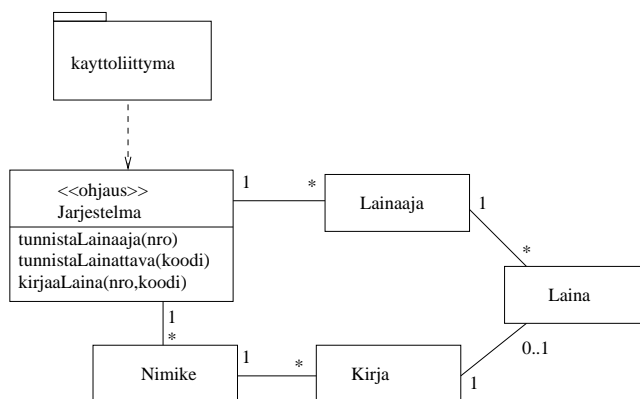 kayttoliittyma
<<ohjaus>>
Jarjestelma
tunnistaLainaaja(nro)
tunnistaLainattava(koodi)
kirjaaLaina(nro,koodi)
1
*
Lainaaja
1
*
Laina
1
*
0..1
Nimike
1
*
Kirja
1